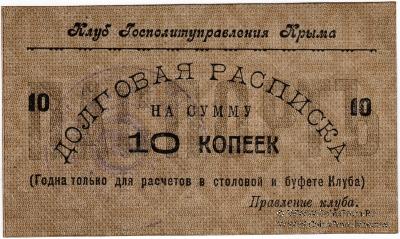 Клуб Госполитуправления Крыма
ДОЛГОВАЯ РАСПИСКА
10 НА СУММУ 10
10 КОПЕЕК
(Годна только для расчетов в столовой и буфете Клуба)
Правление клуба.